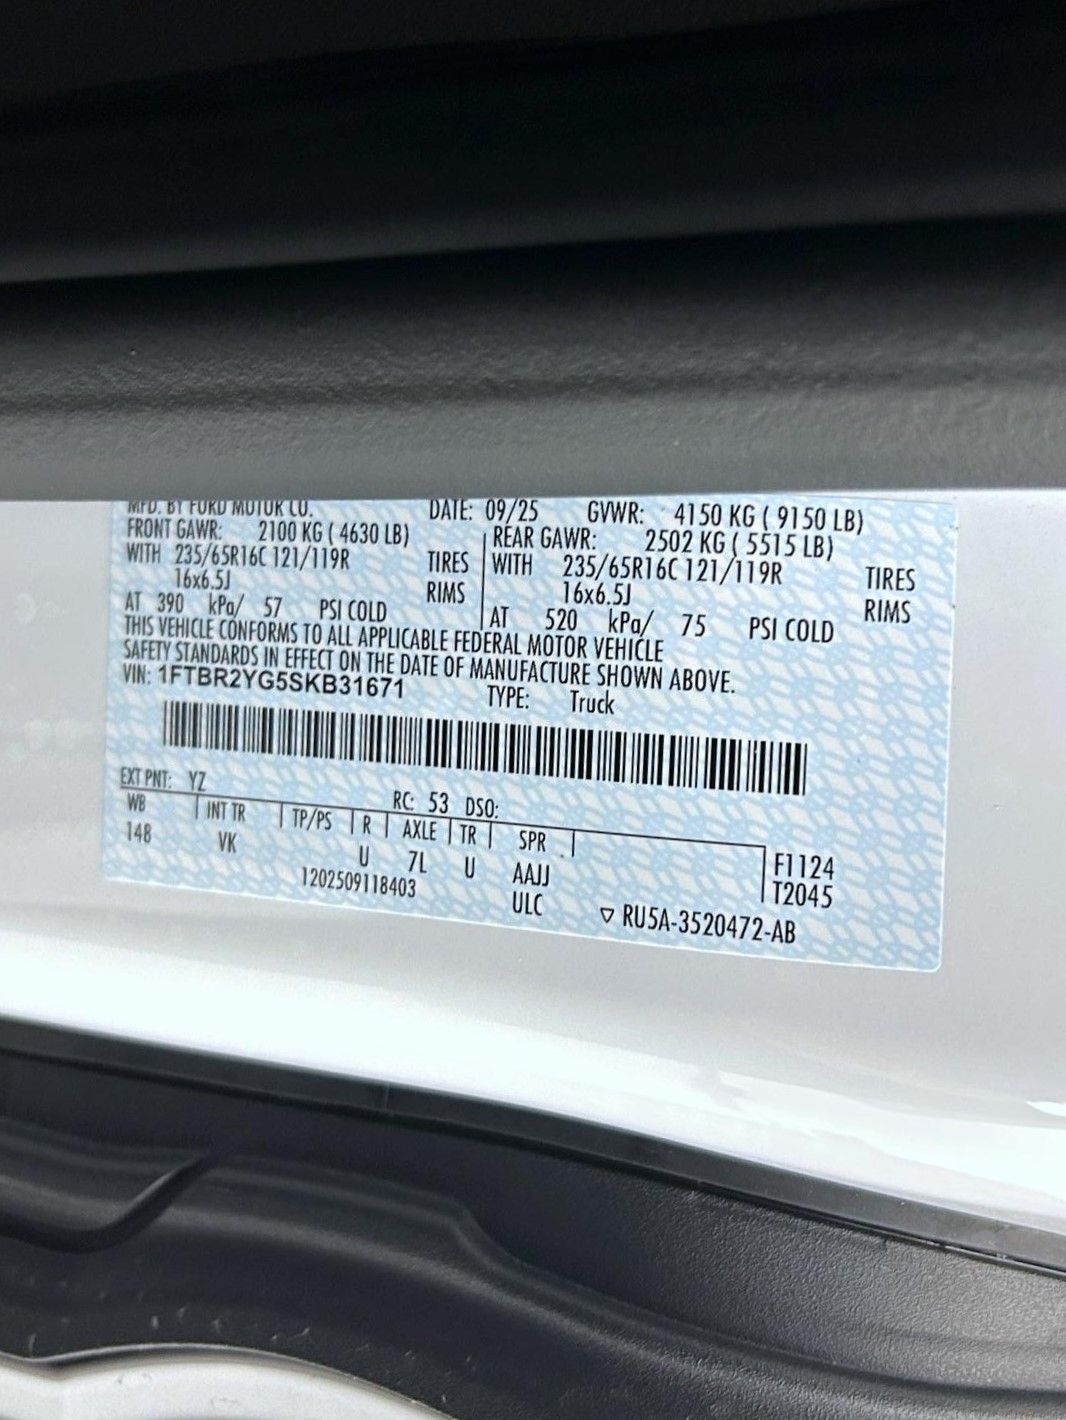 MFD. BY FORD MOTOR CO. DATE: 09/25 GVWR: 4150 KG ( 9150 LB)
FRONT GAWR: 2100 KG ( 4630 LB) REAR GAWR: 2502 KG ( 5515 LB)
WITH 235/65R16C 121/119R TIRES WITH 235/65R16C 121/119R TIRES
16x6.5J RIMS 16x6.5J RIMS
AT 390 kPa/ 57 PSI COLD AT 520 kPa/ 75 PSI COLD
THIS VEHICLE CONFORMS TO ALL APPLICABLE FEDERAL MOTOR VEHICLE
SAFETY STANDARDS IN EFFECT ON THE DATE OF MANUFACTURE SHOWN ABOVE.
VIN: 1FTBR2YG5SKB31671 TYPE: Truck
EXT PNT: YZ RC: 53 DSO:
WB INT TR TP/PS R AXLE TR SPR
148 VK U 7L U AAJJ F1124
1202509118403 ULC T2045
▽ RU5A-3520472-AB